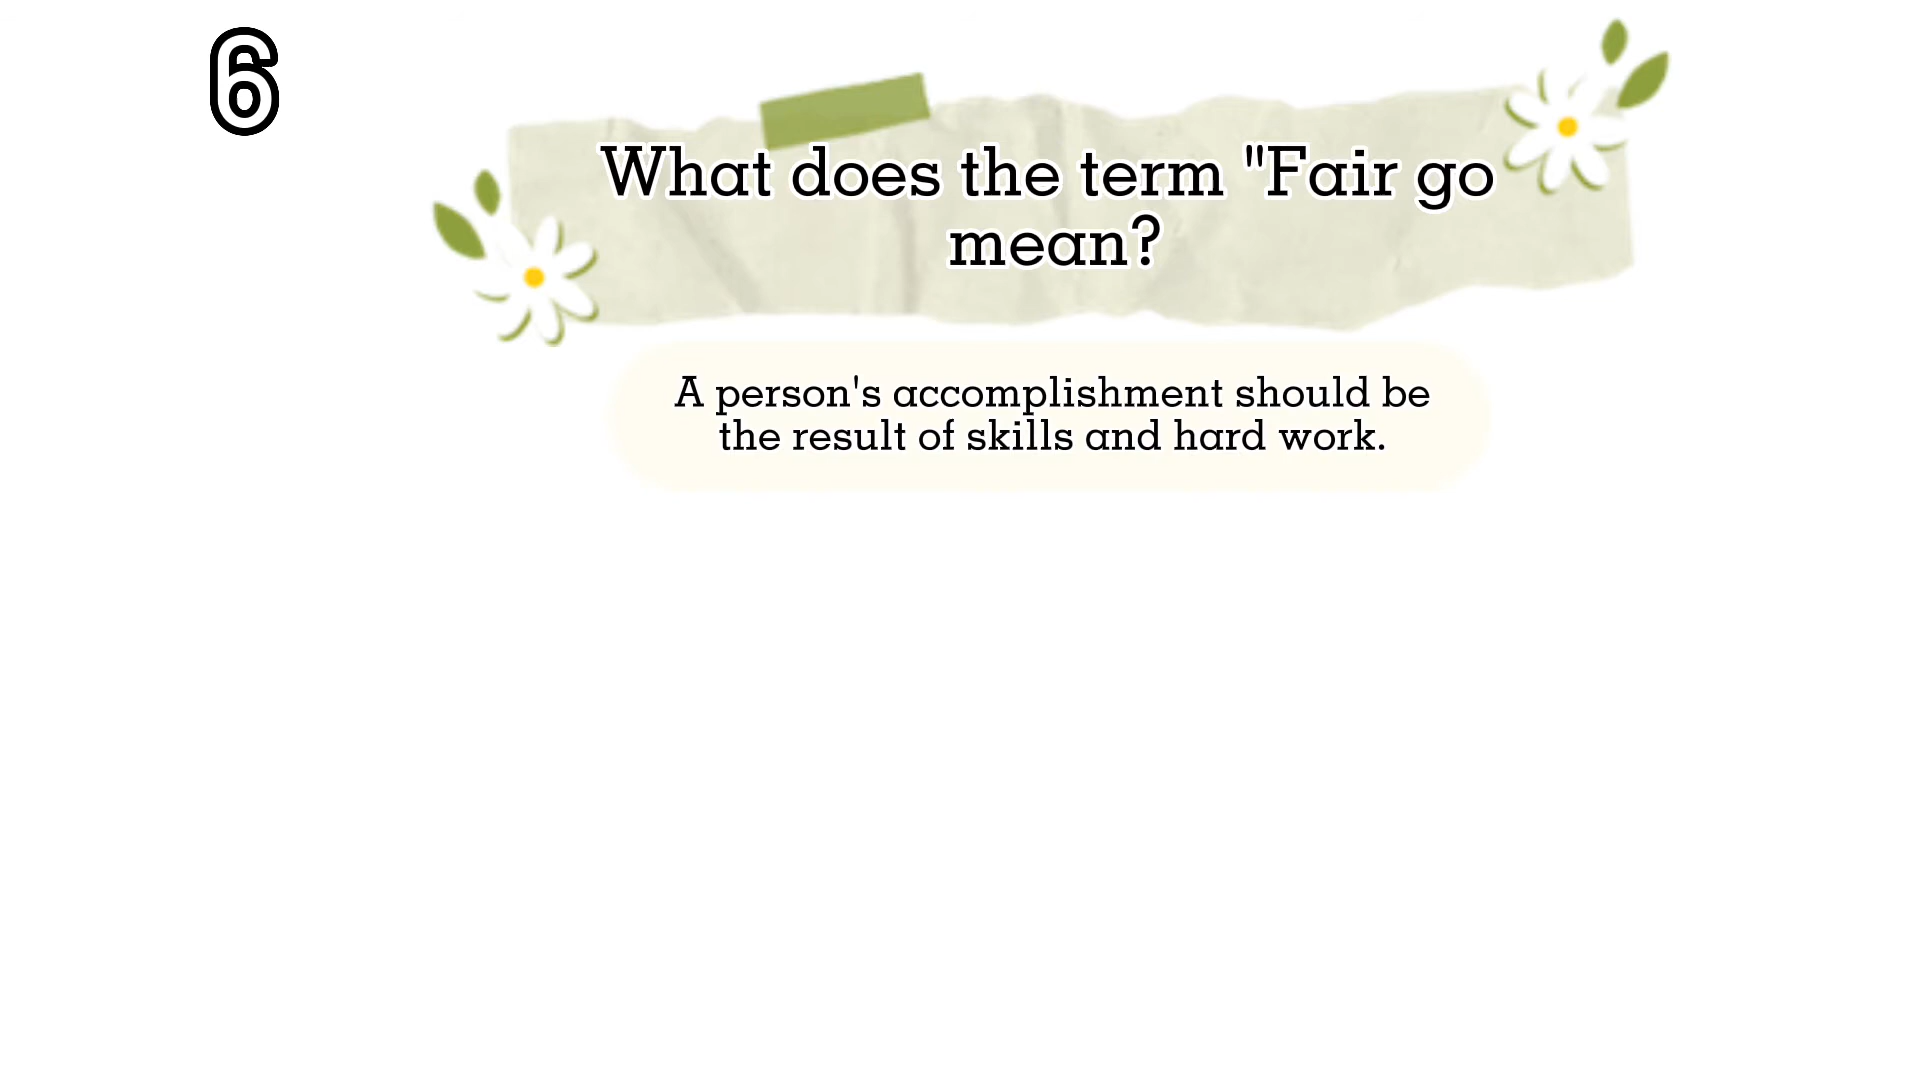 6
What does the term "Fair go
mean?
A person's accomplishment should be
the result of skills and hard work.